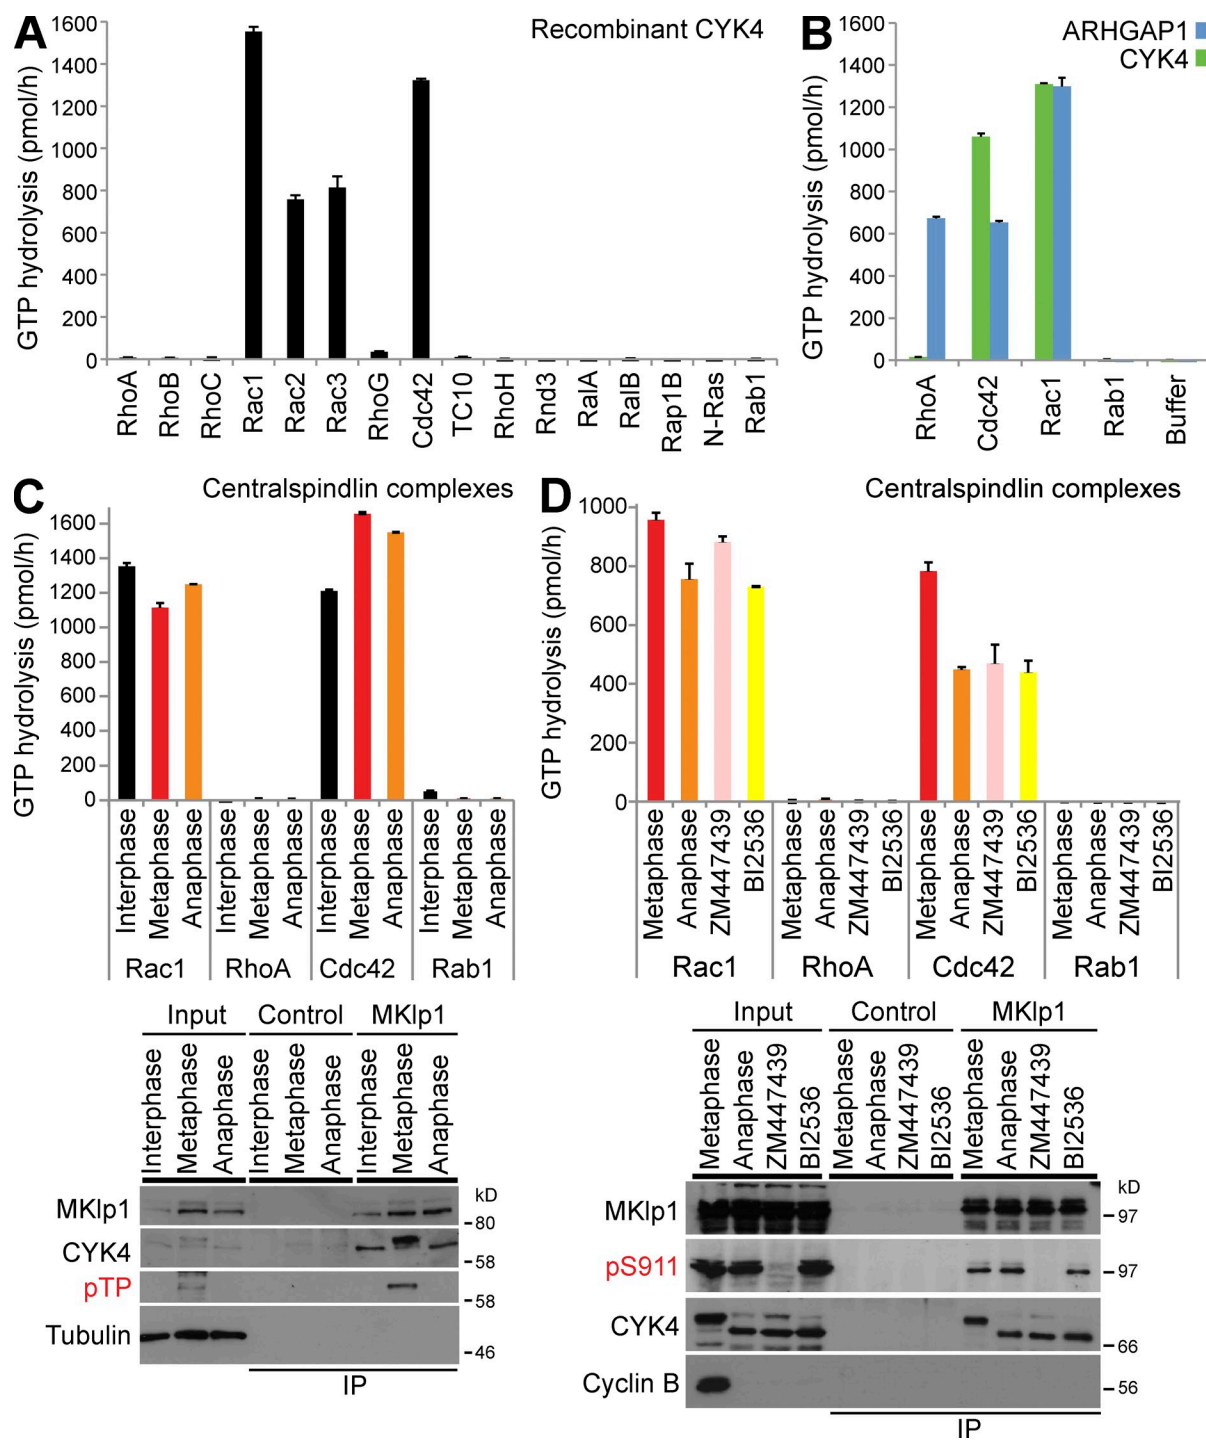 A
Recombinant CYK4
GTP hydrolysis (pmol/h)
1600
1400
1200
1000
800
600
400
200
0
RhoA
RhoB
RhoC
Rac1
Rac2
Rac3
RhoG
Cdc42
TC10
RhoH
Rnd3
RalA
RalB
Rap1B
N-Ras
Rab1
B
ARHGAP1
CYK4
GTP hydrolysis (pmol/h)
1600
1400
1200
1000
800
600
400
200
0
RhoA
Cdc42
Rac1
Rab1
Buffer
C
Centralspindlin complexes
GTP hydrolysis (pmol/h)
1600
1400
1200
1000
800
600
400
200
0
Interphase
Metaphase
Anaphase
Interphase
Metaphase
Anaphase
Interphase
Metaphase
Anaphase
Interphase
Metaphase
Anaphase
Rac1 RhoA Cdc42 Rab1
Input Control MKlp1
Interphase
Metaphase
Anaphase
Interphase
Metaphase
Anaphase
Interphase
Metaphase
Anaphase
kD
MKlp1
80
CYK4
58
pTP
58
Tubulin
46
IP
D
Centralspindlin complexes
GTP hydrolysis (pmol/h)
1000
800
600
400
200
0
Metaphase
Anaphase
ZM447439
BI2536
Metaphase
Anaphase
ZM447439
BI2536
Metaphase
Anaphase
ZM447439
BI2536
Metaphase
Anaphase
ZM447439
BI2536
Rac1 RhoA Cdc42 Rab1
Input Control MKlp1
Metaphase
Anaphase
ZM447439
BI2536
Metaphase
Anaphase
ZM447439
BI2536
Metaphase
Anaphase
ZM447439
BI2536
kD
MKlp1
97
pS911
97
CYK4
66
Cyclin B
56
IP